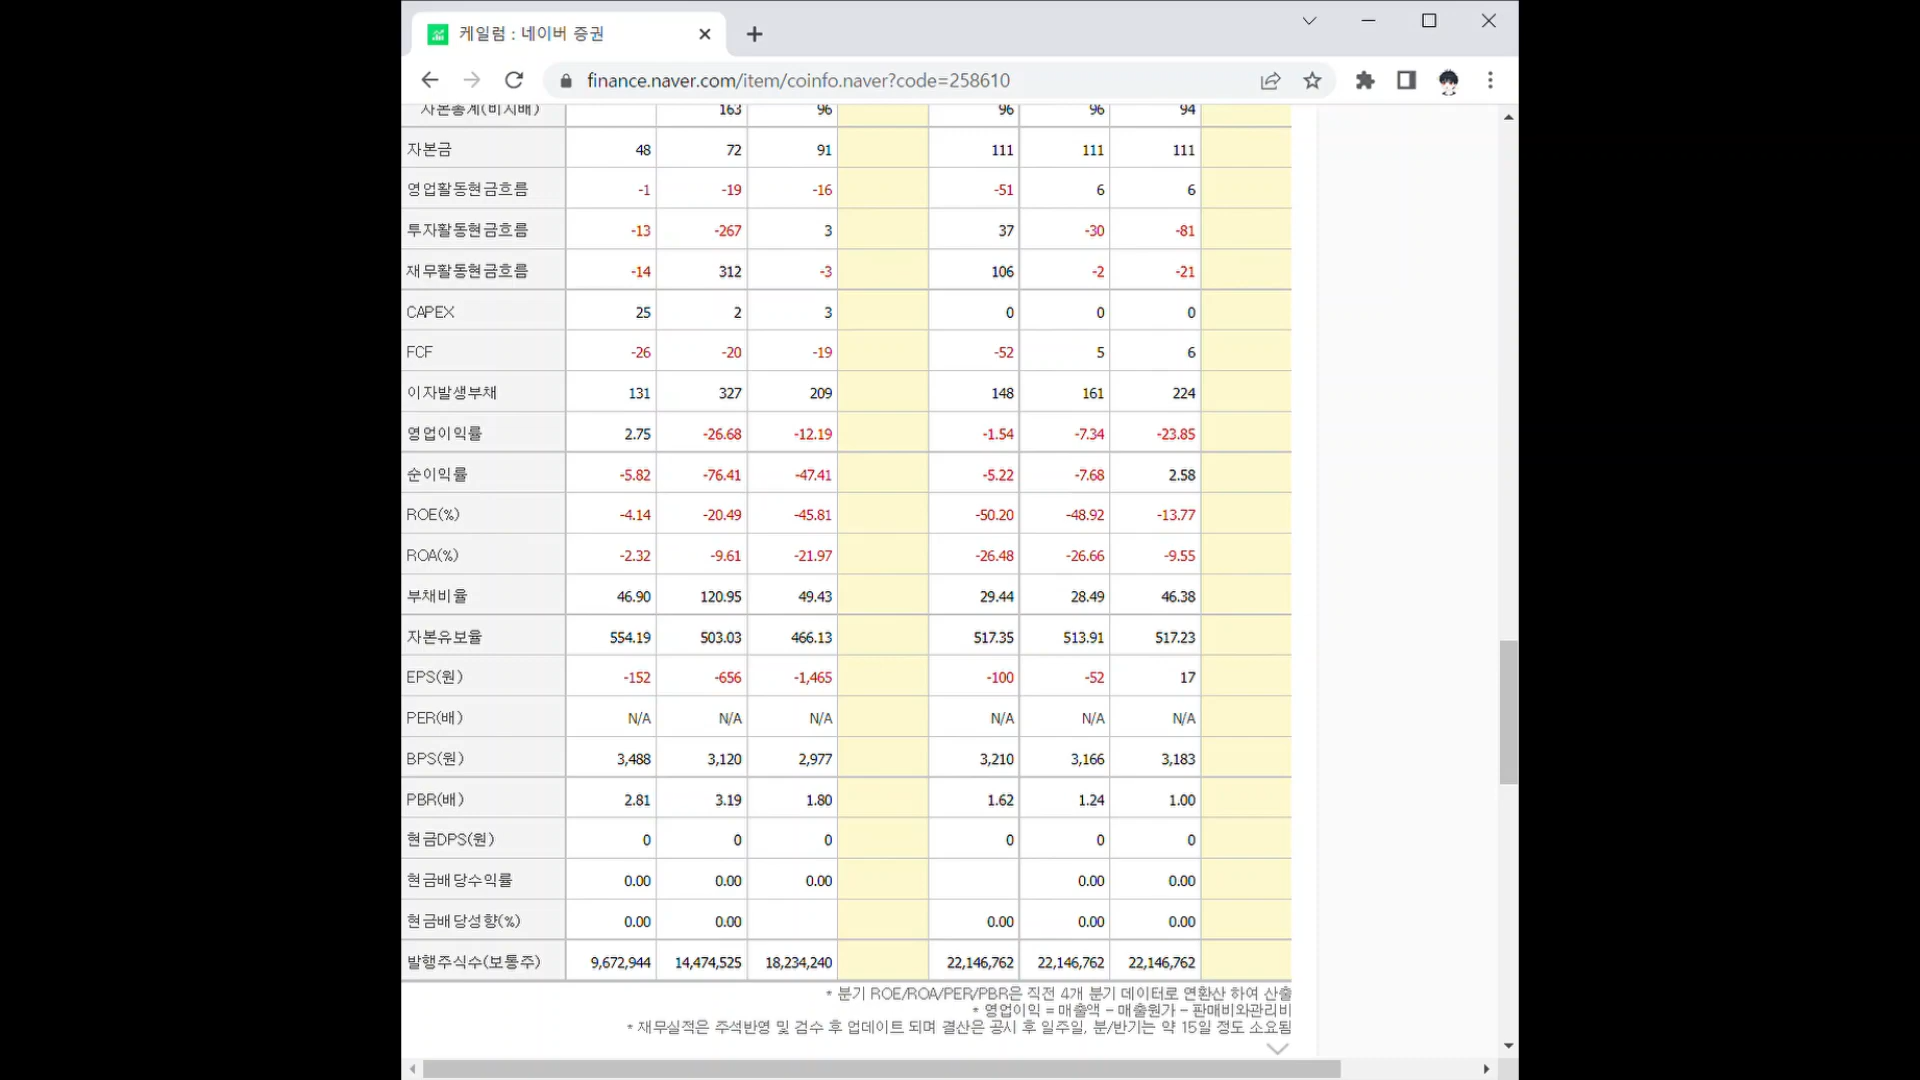 케일럼 : 네이버 증권
finance.naver.com/item/coinfo.naver?code=258610
자본총계(비지배) 163 96 96 96 94
자본금 48 72 91 111 111 111
영업활동현금흐름 -1 -19 -16 -51 6 6
투자활동현금흐름 -13 -267 3 37 -30 -81
재무활동현금흐름 -14 312 -3 106 -2 -21
CAPEX 25 2 3 0 0 0
FCF -26 -20 -19 -52 5 6
이자발생부채 131 327 209 148 161 224
영업이익률 2.75 -26.68 -12.19 -1.54 -7.34 -23.85
순이익률 -5.82 -76.41 -47.41 -5.22 -7.68 2.58
ROE(%) -4.14 -20.49 -45.81 -50.20 -48.92 -13.77
ROA(%) -2.32 -9.61 -21.97 -26.48 -26.66 -9.55
부채비율 46.90 120.95 49.43 29.44 28.49 46.38
자본유보율 554.19 503.03 466.13 517.35 513.91 517.23
EPS(원) -152 -656 -1,465 -100 -52 17
PER(배) N/A N/A N/A N/A N/A N/A
BPS(원) 3,488 3,120 2,977 3,210 3,166 3,183
PBR(배) 2.81 3.19 1.80 1.62 1.24 1.00
현금DPS(원) 0 0 0 0 0 0
현금배당수익률 0.00 0.00 0.00 0.00 0.00
현금배당성향(%) 0.00 0.00 0.00 0.00 0.00
발행주식수(보통주) 9,672,944 14,474,525 18,234,240 22,146,762 22,146,762 22,146,762
* 분기 ROE/ROA/PER/PBR은 직전 4개 분기 데이터로 연환산 하여 산출
* 영업이익 = 매출액 - 매출원가 - 판매비와관리비
* 재무실적은 주석반영 및 검수 후 업데이트 되며 결산은 공시 후 일주일, 분/반기는 약 15일 정도 소요됨